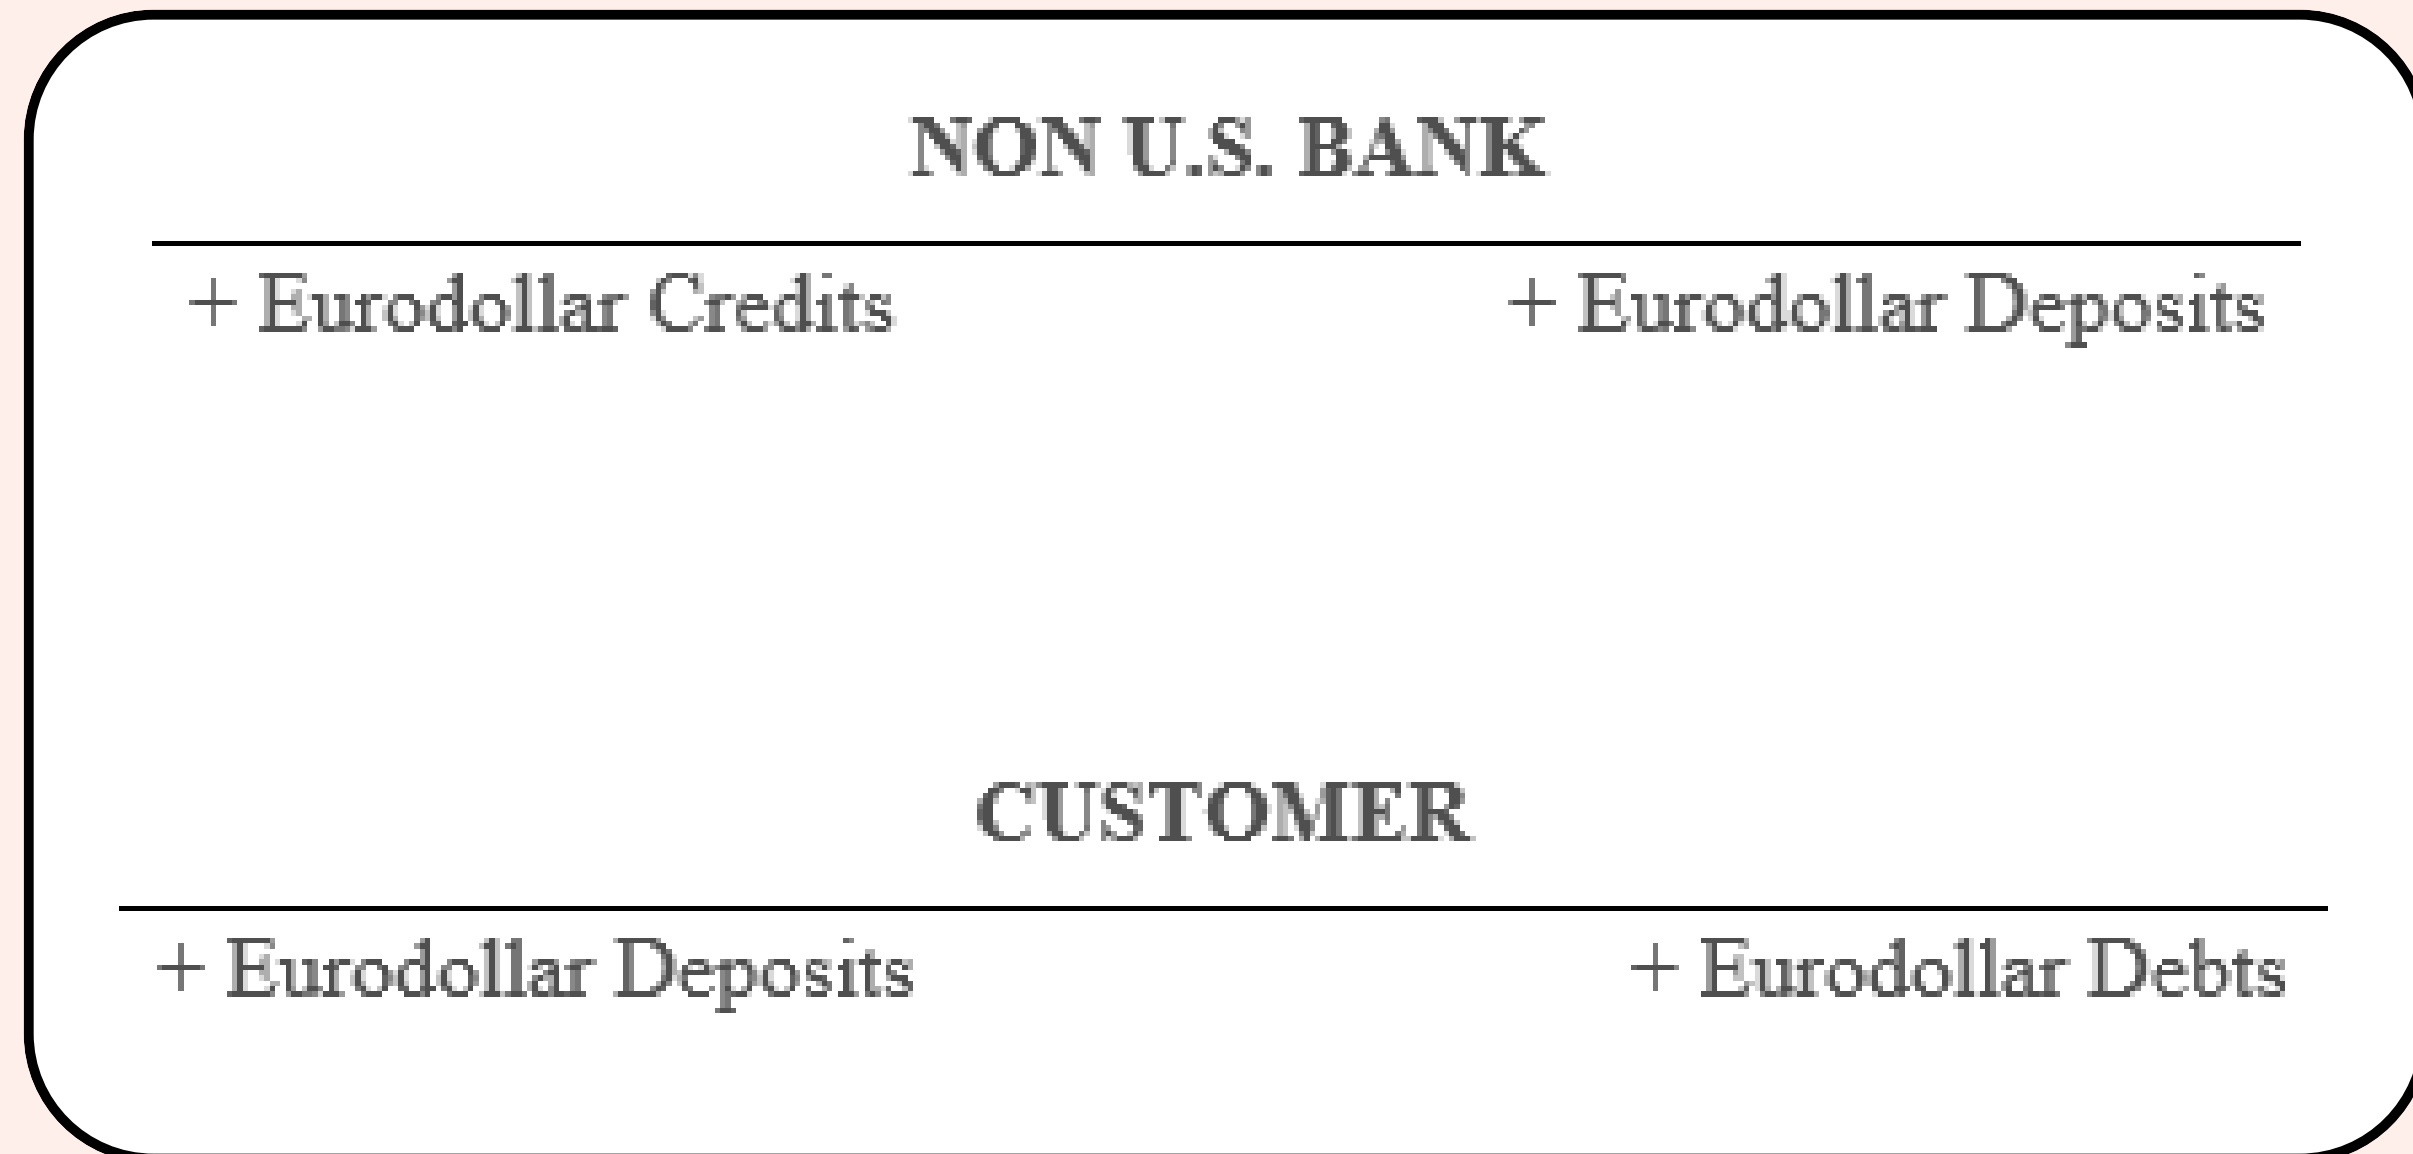 NON U.S. BANK
+ Eurodollar Credits + Eurodollar Deposits
CUSTOMER
+ Eurodollar Deposits + Eurodollar Debts